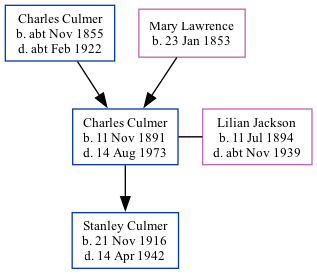 Charles Culmer
b. abt Nov 1855
d. abt Feb 1922
Mary Lawrence
b. 23 Jan 1853
Charles Culmer
b. 11 Nov 1891
d. 14 Aug 1973
Lilian Jackson
b. 11 Jul 1894
d. abt Nov 1939
Stanley Culmer
b. 21 Nov 1916
d. 14 Apr 1942